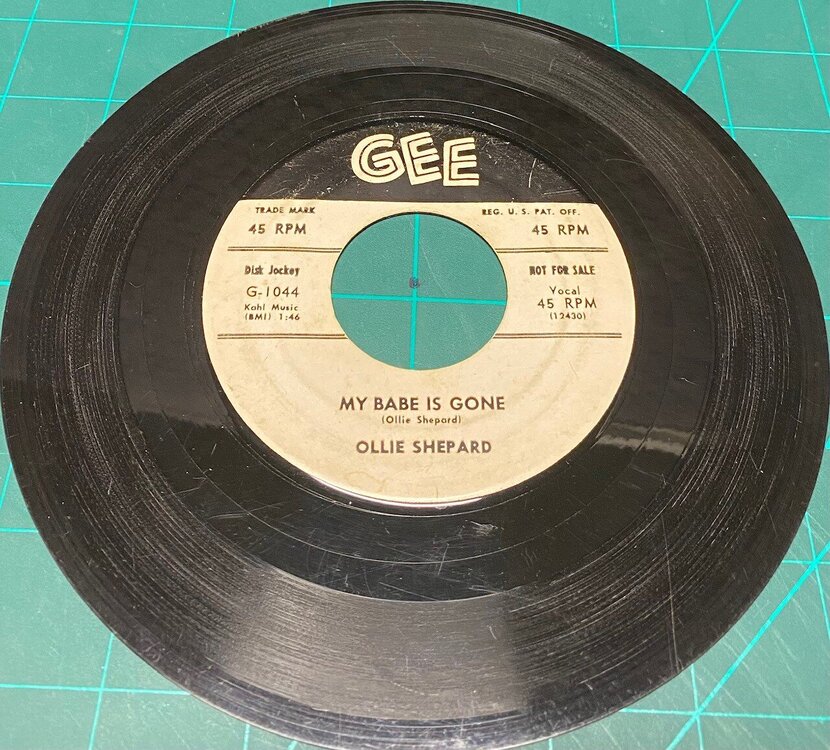 GEE
TRADE MARK
REG. U. S. PAT. OFF.
45 RPM
45 RPM
Disk Jockey
G-1044
Kahl Music
(BMI) 1:46
NOT FOR SALE
Vocal
45 RPM
(12430)
MY BABE IS GONE
(Ollie Shepard)
OLLIE SHEPARD